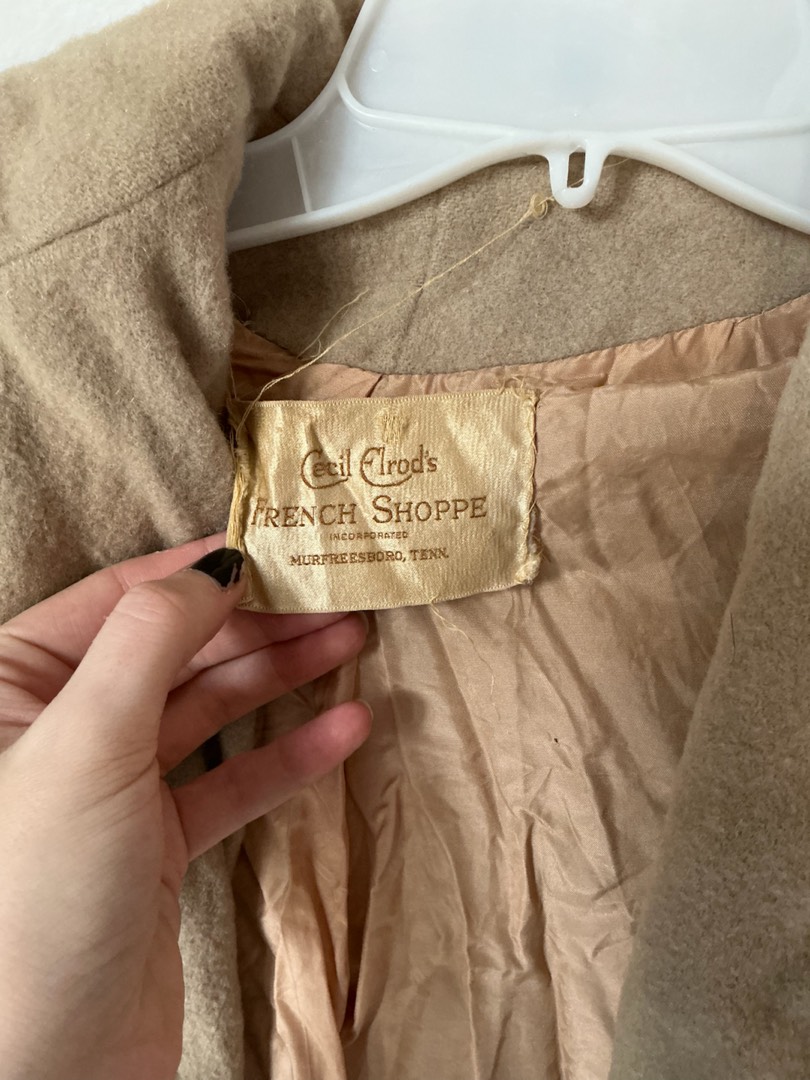 Cecil Elrod's
FRENCH SHOPPE
INCORPORATED
MURFREESBORO, TENN.